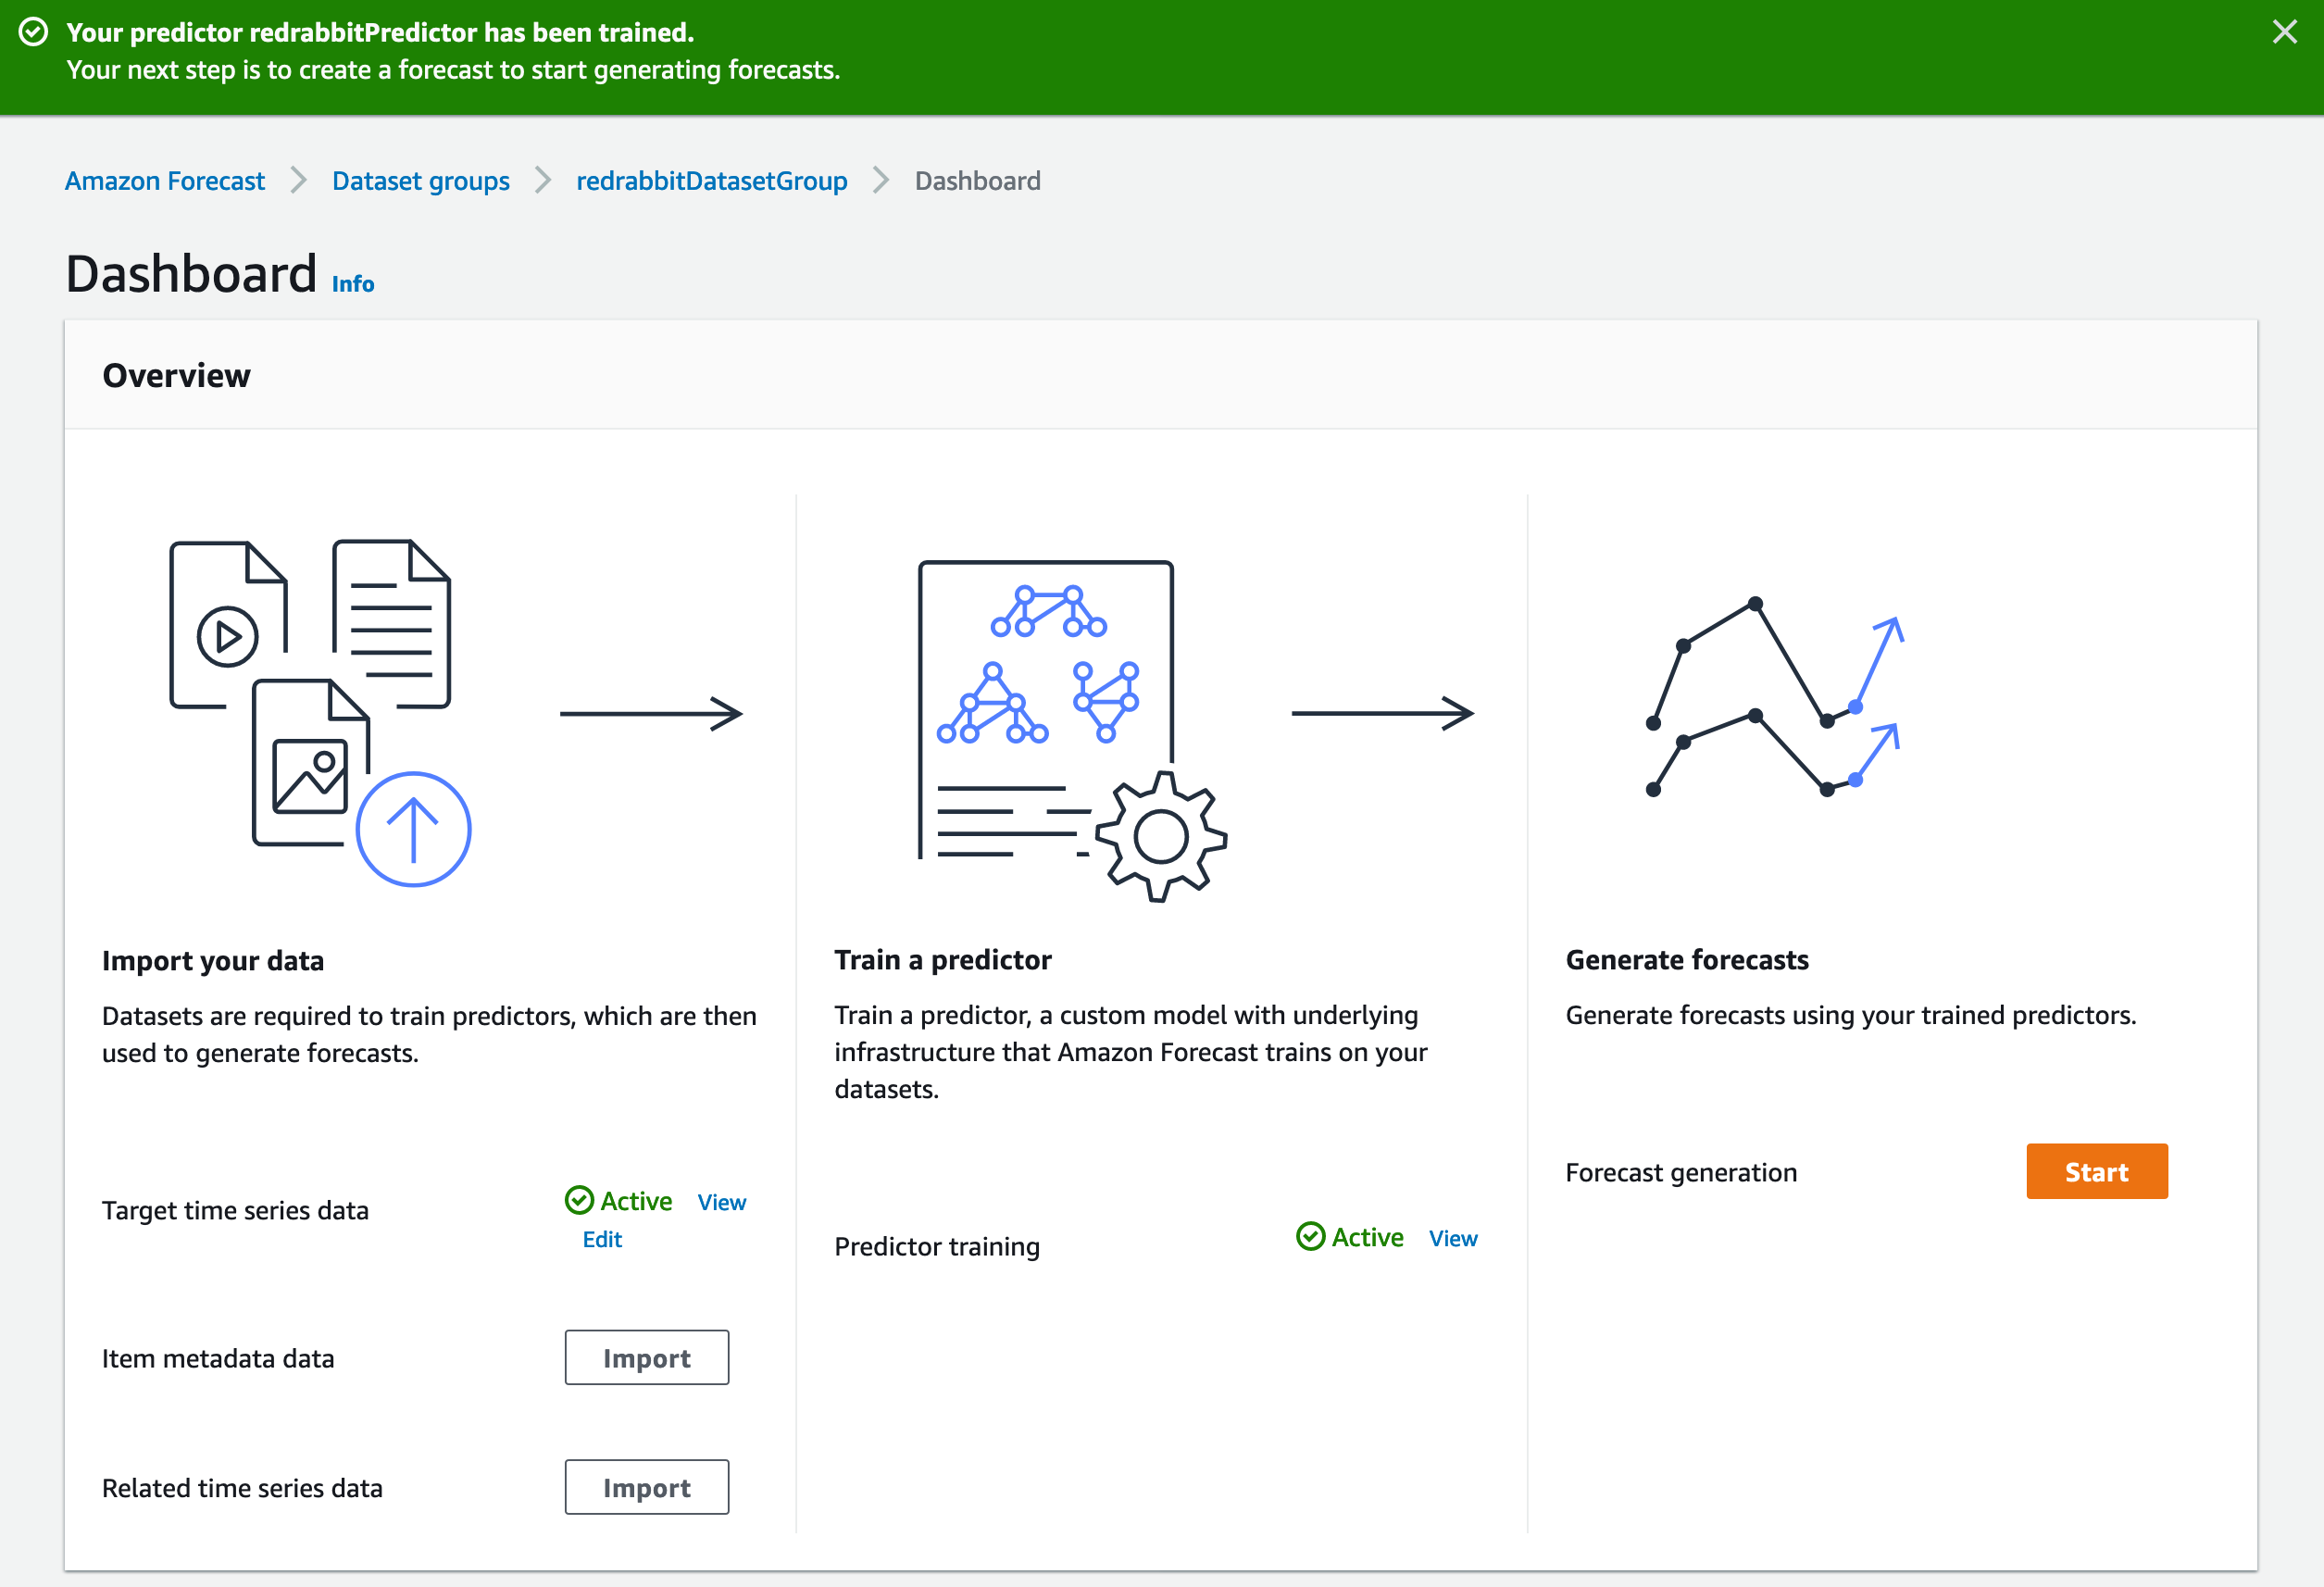 Your predictor redrabbitPredictor has been trained.
Your next step is to create a forecast to start generating forecasts.
Amazon Forecast
Dataset groups
redrabbitDatasetGroup
Dashboard
Dashboard Info
Overview
Import your data
Datasets are required to train predictors, which are then
used to generate forecasts.
Target time series data
Active View
Edit
Item metadata data
Import
Related time series data
Import
Train a predictor
Train a predictor, a custom model with underlying
infrastructure that Amazon Forecast trains on your
datasets.
Predictor training
Active View
Generate forecasts
Generate forecasts using your trained predictors.
Forecast generation
Start